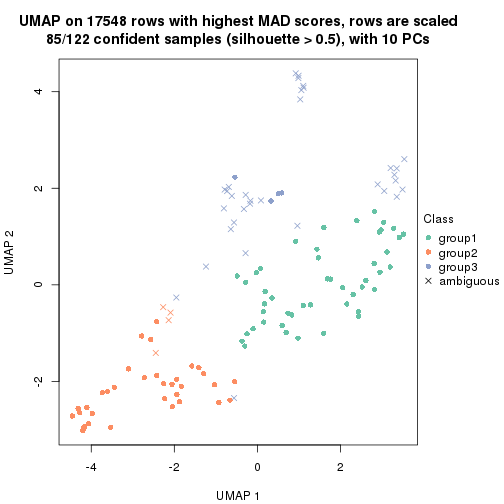 UMAP on 17548 rows with highest MAD scores, rows are scaled
85/122 confident samples (silhouette > 0.5), with 10 PCs
4
2
0
-2
UMAP 2
-4
-2
0
2
UMAP 1
Class
group1
group2
group3
ambiguous